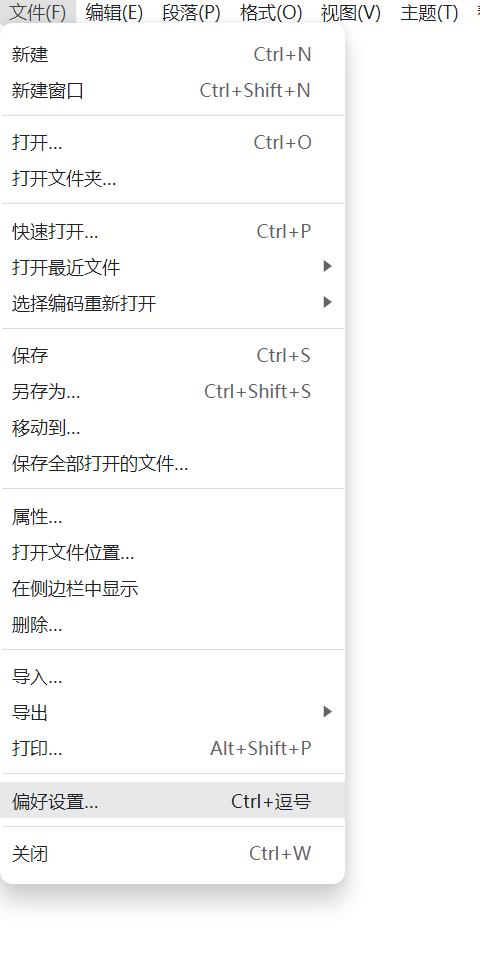 文件(F) 编辑(E) 段落(P) 格式(O) 视图(V) 主题(T)
新建 Ctrl+N
新建窗口 Ctrl+Shift+N
打开... Ctrl+O
打开文件夹...
快速打开... Ctrl+P
打开最近文件
选择编码重新打开
保存 Ctrl+S
另存为... Ctrl+Shift+S
移动到...
保存全部打开的文件...
属性...
打开文件位置...
在侧边栏中显示
删除...
导入...
导出
打印... Alt+Shift+P
偏好设置... Ctrl+逗号
关闭 Ctrl+W